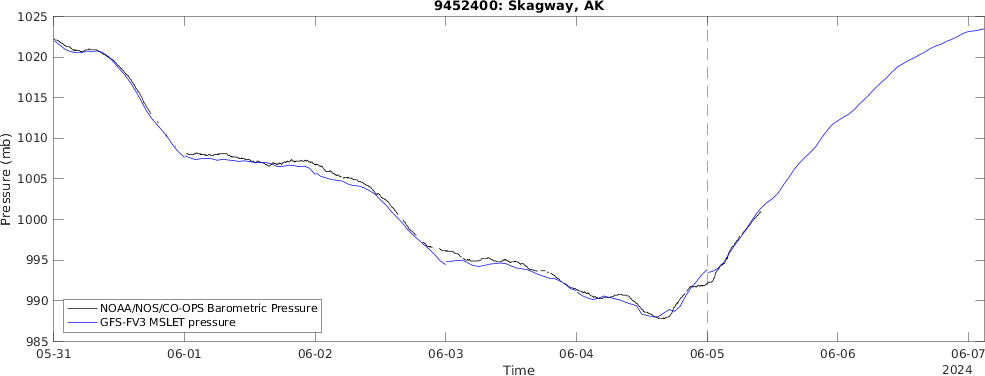 9452400: Skagway, AK
1025
1020
1015
1010
1005
1000
995
990
985
Pressure (mb)
NOAA/NOS/CO-OPS Barometric Pressure
GFS-FV3 MSLET pressure
05-31 06-01 06-02 06-03 06-04 06-05 06-06 06-07
Time
2024